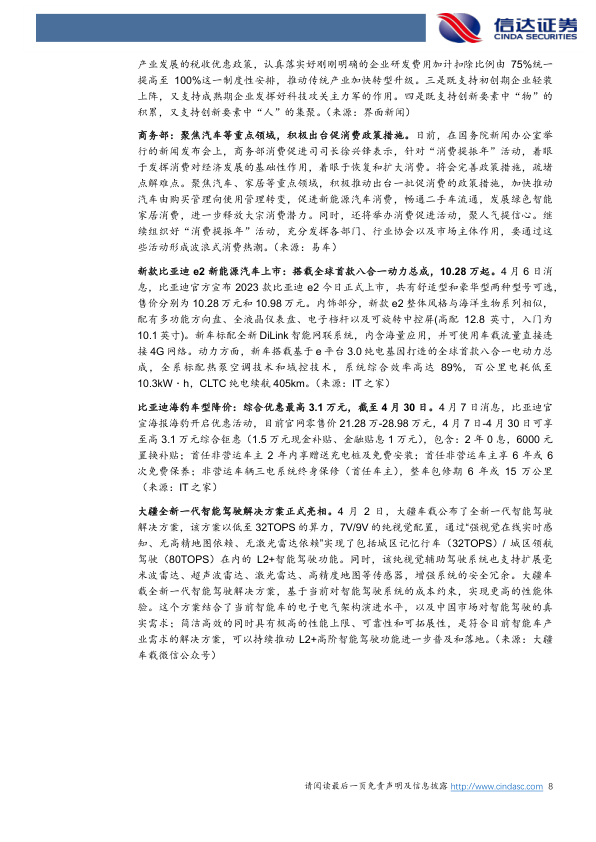 信达证券
CINDA SECURITIES
产业发展的税收优惠政策，认真落实好刚刚明确的企业研发费用加计扣除比例由 75%统一
提高至 100%这一制度性安排，推动传统产业加快转型升级。三是既支持初创期企业轻装
上阵，又支持成熟期企业发挥好科技攻关主力军的作用。四是既支持创新要素中“物”的
积累，又支持创新要素中“人”的集聚。（来源：界面新闻）
商务部：聚焦汽车等重点领域，积极出台促消费政策措施。日前，在国务院新闻办公室举
行的新闻发布会上，商务部消费促进司司长徐兴锋表示，针对“消费提振年”活动，着眼
于发挥消费对经济发展的基础性作用，着眼于恢复和扩大消费。将会完善政策措施，疏堵
点解难点。聚焦汽车、家居等重点领域，积极推动出台一批促消费的政策措施，加快推动
汽车由购买管理向使用管理转变，促进新能源汽车消费，畅通二手车流通，发展绿色智能
家居消费，进一步释放大宗消费潜力。同时，还将举办消费促进活动，聚人气提信心。继
续组织好“消费提振年”活动，充分发挥各部门、行业协会以及市场主体作用，要通过这
些活动形成波浪式消费热潮。（来源：易车）
新款比亚迪 e2 新能源汽车上市：搭载全球首款八合一动力总成，10.28 万起。4 月 6 日消
息，比亚迪官方宣布 2023 款比亚迪 e2 今日正式上市，共有舒适型和豪华型两种型号可选，
售价分别为 10.28 万元和 10.98 万元。内饰部分，新款 e2 整体风格与海洋生物系列相似，
配有多功能方向盘、全液晶仪表盘、电子档杆以及可旋转中控屏(高配 12.8 英寸，入门为
10.1 英寸)。新车标配全新 DiLink 智能网联系统，内含海量应用，并可使用车载流量直接连
接 4G 网络。动力方面，新车搭载基于 e 平台 3.0 纯电基因打造的全球首款八合一电动力总
成，全系标配热泵空调技术和域控技术，系统综合效率高达 89%，百公里电耗低至
10.3kW·h，CLTC 纯电续航 405km。（来源：IT 之家）
比亚迪海豹车型降价：综合优惠最高 3.1 万元，截至 4 月 30 日。4 月 7 日消息，比亚迪官
宣海报海豹开启优惠活动，目前官网零售价 21.28 万-28.98 万元，4 月 7 日-4 月 30 日可享
至高 3.1 万元综合钜惠（1.5 万元现金补贴、金融贴息 1 万元），包含：2 年 0 息，6000 元
置换补贴；首任非营运车主 2 年内享赠送充电桩及免费安装；首任非营运车主享 6 年或 6
次免费保养；非营运车辆三电系统终身保修（首任车主），整车包修期 6 年或 15 万公里
（来源：IT 之家）
大疆全新一代智能驾驶解决方案正式亮相。4 月 2 日，大疆车载公布了全新一代智能驾驶
解决方案，该方案以低至 32TOPS 的算力，7V/9V 的纯视觉配置，通过“强视觉在线实时感
知、无高精地图依赖、无激光雷达依赖”实现了包括城区记忆行车（32TOPS）/ 城区领航
驾驶（80TOPS）在内的 L2+智能驾驶功能。同时，该纯视觉辅助驾驶系统也支持扩展毫
米波雷达、超声波雷达、激光雷达、高精度地图等传感器，增强系统的安全冗余。大疆车
载全新一代智能驾驶解决方案，基于当前对智能驾驶系统的成本约束，实现更高的性能体
验。这个方案结合了当前智能车的电子电气架构演进水平，以及中国市场对智能驾驶的真
实需求；简洁高效的同时具有极高的性能上限、可靠性和可拓展性，是符合目前智能车产
业需求的解决方案，可以持续推动 L2+高阶智能驾驶功能进一步普及和落地。（来源：大疆
车载微信公众号）
请阅读最后一页免责声明及信息披露 http://www.cindasc.com 8